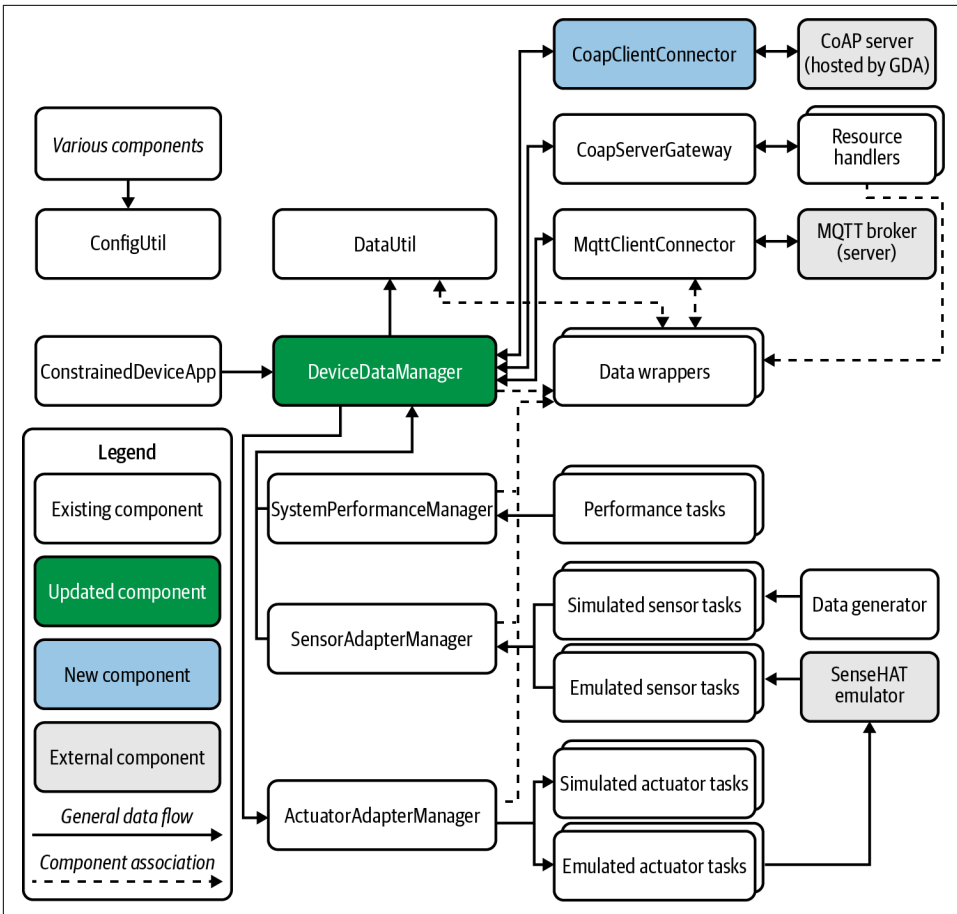 CoapClientConnector
CoAP server
(hosted by GDA)
Various components
CoapServerGateway
Resource
handlers
ConfigUtil
DataUtil
MqttClientConnector
MQTT broker
(server)
ConstrainedDeviceApp
DeviceDataManager
Data wrappers
Legend
Existing component
Updated component
New component
External component
General data flow
Component association
SystemPerformanceManager
Performance tasks
SensorAdapterManager
Simulated sensor tasks
Data generator
Emulated sensor tasks
SenseHAT
emulator
ActuatorAdapterManager
Simulated actuator tasks
Emulated actuator tasks